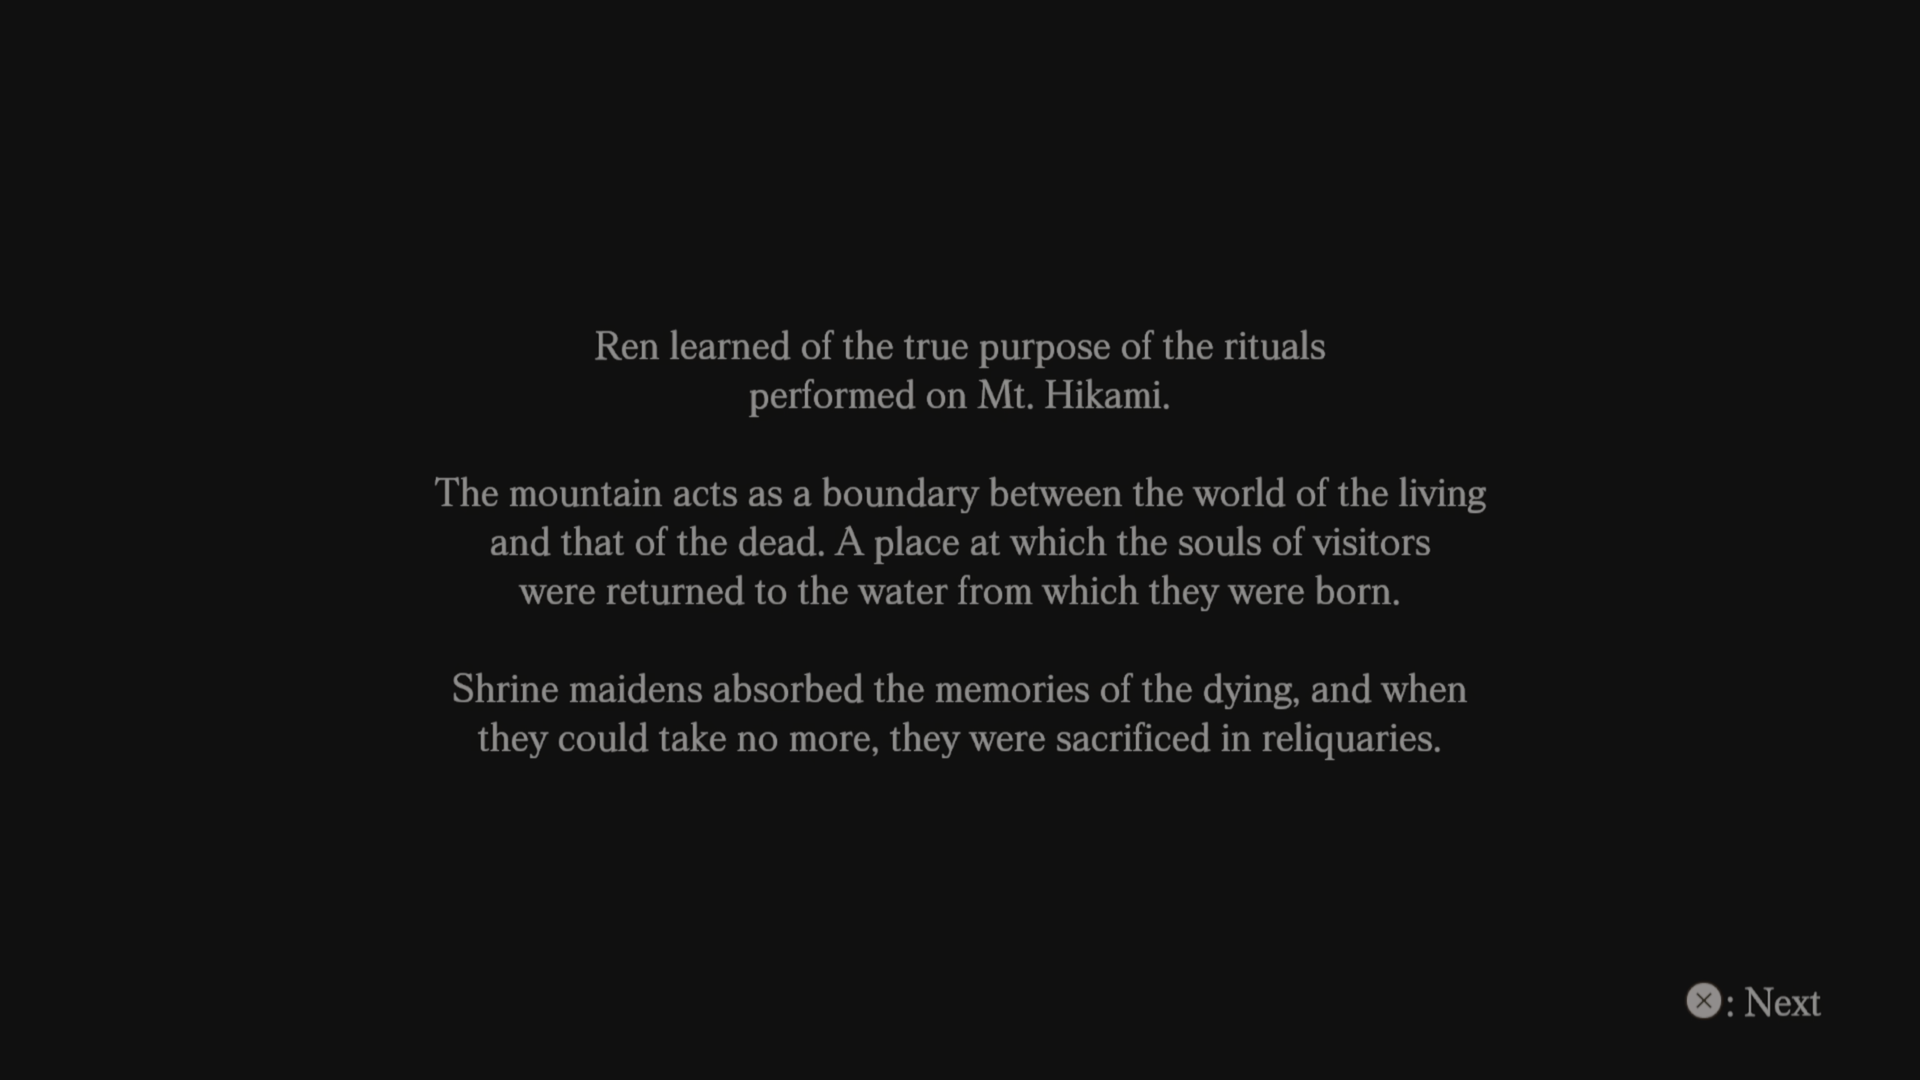 Ren learned of the true purpose of the rituals
performed on Mt. Hikami.
The mountain acts as a boundary between the world of the living
and that of the dead. A place at which the souls of visitors
were returned to the water from which they were born.
Shrine maidens absorbed the memories of the dying, and when
they could take no more, they were sacrificed in reliquaries.
ⓧ: Next